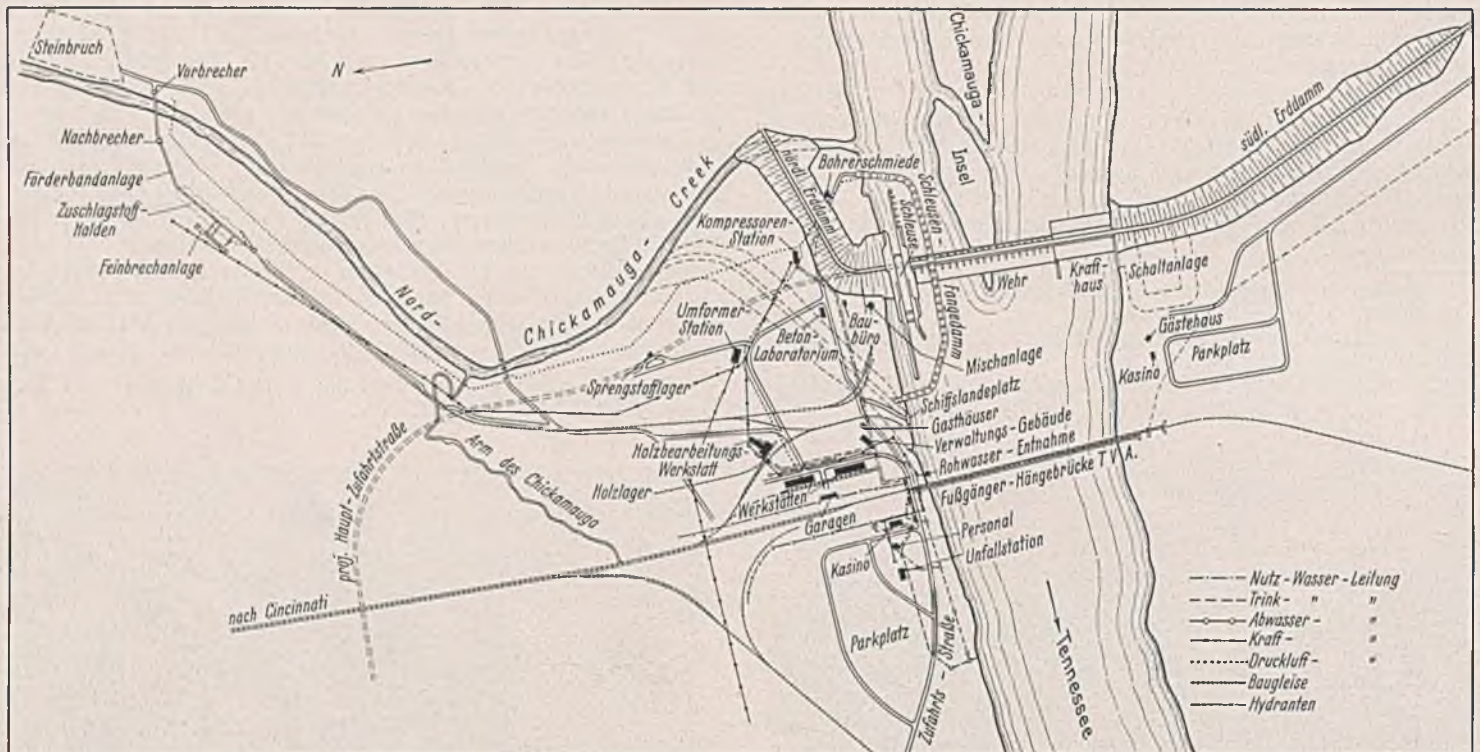 Steinbruch
Vorbrecher
N
Nachbrecher
Förderbandanlage
Zuschlagstoff-
Halden
Feinbrechanlage
Nord-
Chickamauga-
Creek
Chickamauga-
Insel
nördl. Erddamm
Bohrerschmiede
Schleuse
Schleusen-
Fangedamm
südl. Erddamm
Kompressoren-
Station
Umformer-
Station
Beton-
Laboratorium
Bau-
büro
Wehr
Kraft-
haus
Schaltanlage
Gästehaus
Parkplatz
Kasino
Mischanlage
Sprengstofflager
Schiffslandeplatz
Gasthäuser
Verwaltungs-Gebäude
Rohwasser-Entnahme
Fußgänger-Hängebrücke T V A.
proj. Haupt-Zufahrtstraße
Arm des Chickamauga
Holzbearbeitungs-
Werkstatt
Holzlager
Werkstätten
Garagen
Personal
Unfallstation
Kasino
Parkplatz
nach Cincinnati
Zufahrts-Straße
Tennessee
Nutz-Wasser-Leitung
Trink- " "
Abwasser- "
Kraft- "
Druckluft- "
Baugleise
Hydranten